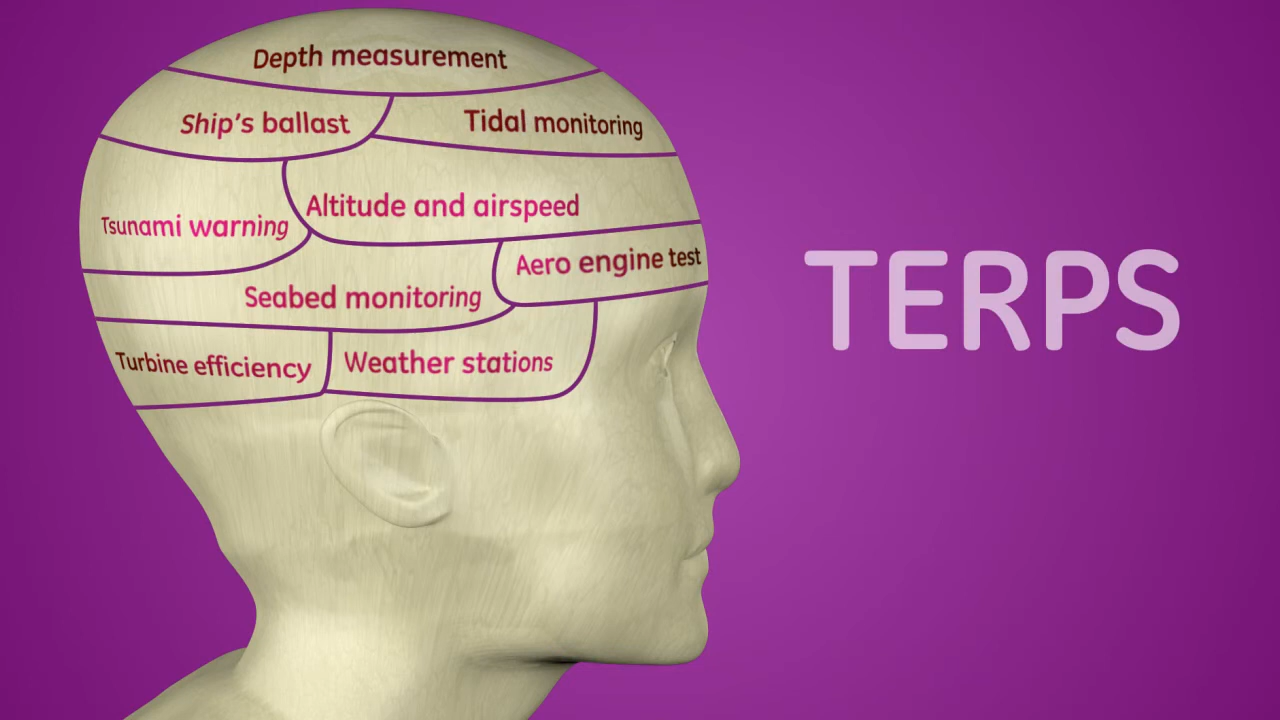 Depth measurement
Ship's ballast
Tidal monitoring
Tsunami warning
Altitude and airspeed
Aero engine test
Seabed monitoring
Turbine efficiency
Weather stations
TERPS